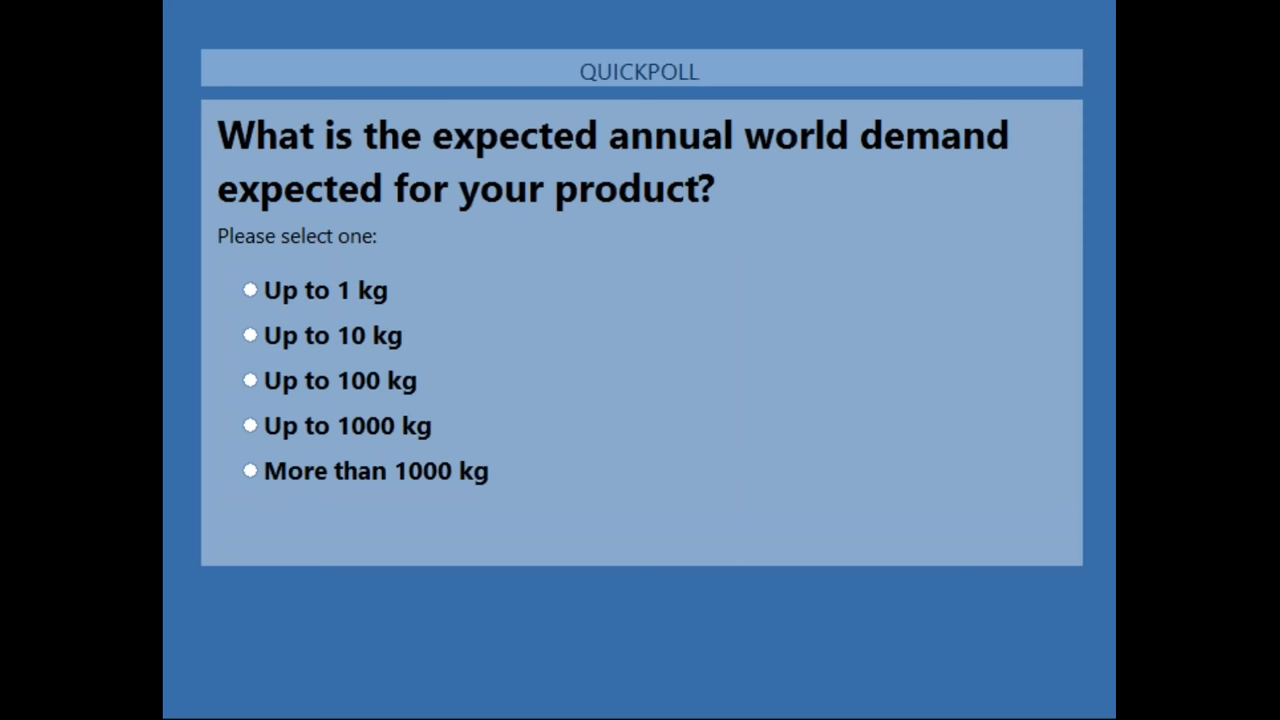 QUICKPOLL
What is the expected annual world demand
expected for your product?
Please select one:
Up to 1 kg
Up to 10 kg
Up to 100 kg
Up to 1000 kg
More than 1000 kg